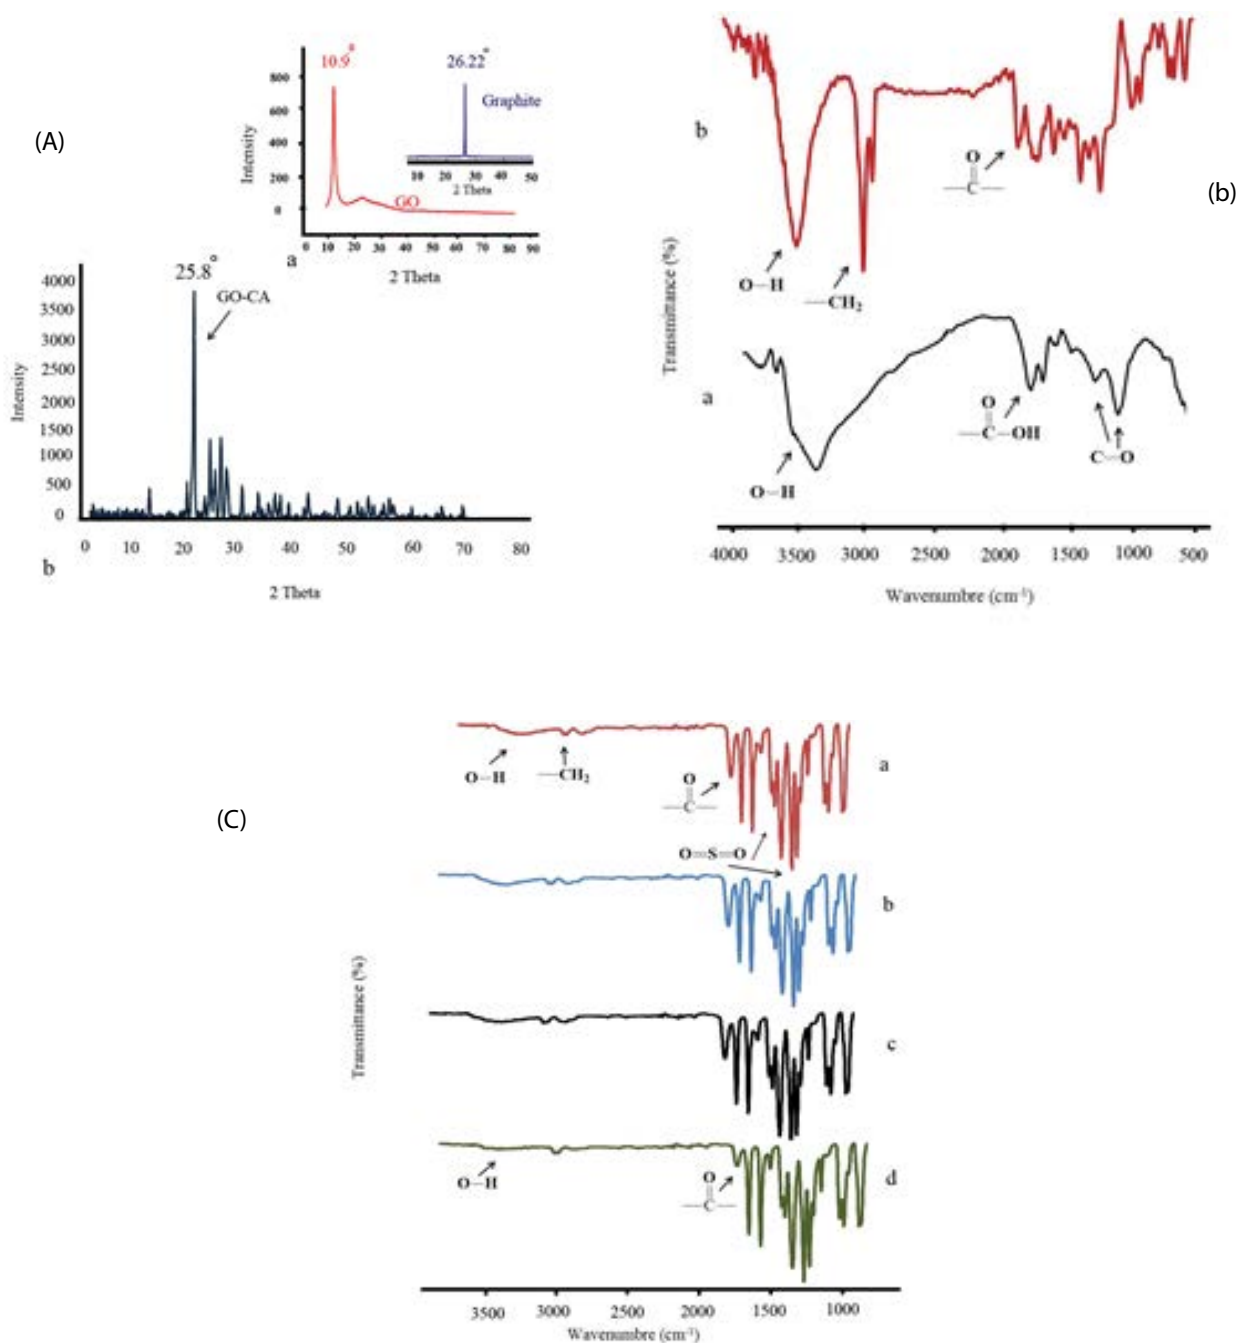 (A)
10.9°
26.22°
Graphite
GO
Intensity
800
600
400
200
0
10 20 30 40 50
2 Theta
0 10 20 30 40 50 60 70 80 90
2 Theta
a
25.8°
GO-CA
Intensity
4000
3500
3000
2500
2000
1500
1000
500
0
0 10 20 30 40 50 60 70 80
2 Theta
b
(b)
b
O
C
O–H
—CH₂
Transmittance (%)
a
O
C–OH
C–O
O–H
4000 3500 3000 2500 2000 1500 1000 500
Wavenumbre (cm⁻¹)
(C)
a
O–H
—CH₂
O
C
O=S=O
b
Transmittance (%)
c
d
O–H
O
C
3500 3000 2500 2000 1500 1000
Wavenumbre (cm⁻¹)